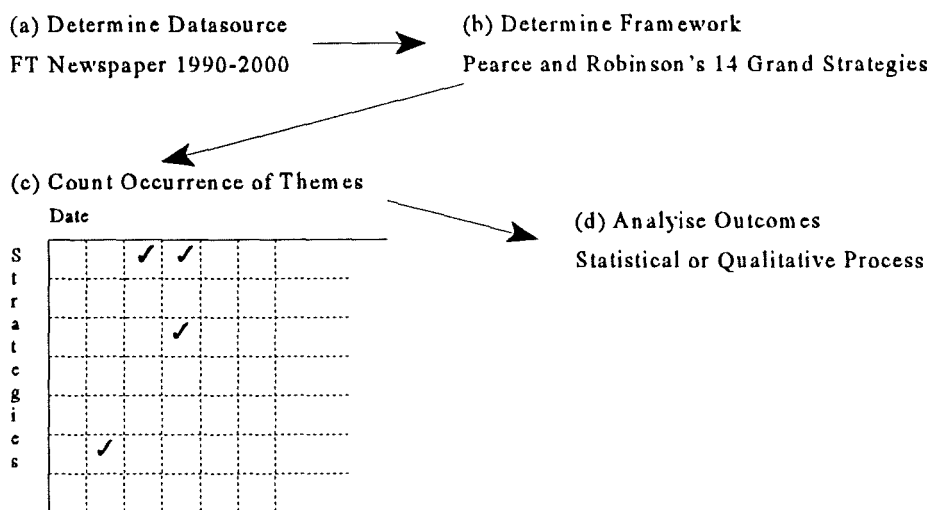 (a) Determine Datasource
FT Newspaper 1990-2000
(b) Determine Framework
Pearce and Robinson's 14 Grand Strategies
(c) Count Occurrence of Themes
Date
Strategies
(d) Analyise Outcomes
Statistical or Qualitative Process